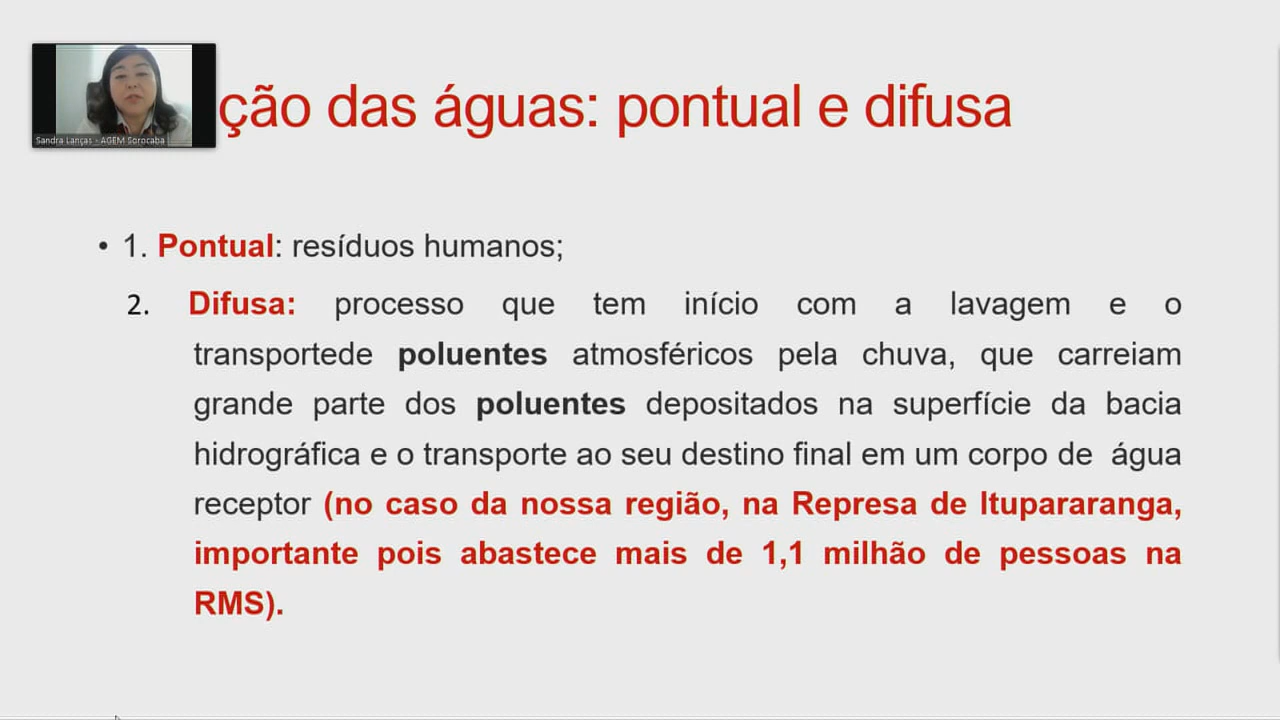 ção das águas: pontual e difusa
Sandra Lanças - AGEM Sorocaba
• 1. Pontual: resíduos humanos;
2. Difusa: processo que tem início com a lavagem e o
transportede poluentes atmosféricos pela chuva, que carreiam
grande parte dos poluentes depositados na superfície da bacia
hidrográfica e o transporte ao seu destino final em um corpo de água
receptor (no caso da nossa região, na Represa de Itupararanga,
importante pois abastece mais de 1,1 milhão de pessoas na
RMS).